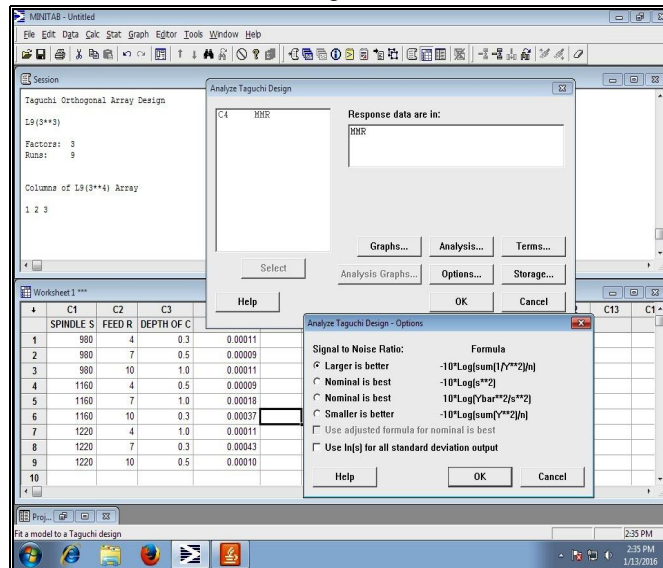 MINITAB - Untitled
File Edit Data Calc Stat Graph Editor Tools Window Help
Session
Taguchi Orthogonal Array Design
L9(3**3)
Factors: 3
Runs: 9
Columns of L9(3**4) Array
1 2 3
Analyze Taguchi Design
C4 MMR
Response data are in:
MMR
Graphs... Analysis... Terms...
Select Analysis Graphs... Options... Storage...
Help OK Cancel
Worksheet 1 ***
C1 C2 C3 C13 C1
SPINDLE S FEED R DEPTH OF C
1 980 4 0.3 0.00011
2 980 7 0.5 0.00009
3 980 10 1.0 0.00011
4 1160 4 0.5 0.00009
5 1160 7 1.0 0.00018
6 1160 10 0.3 0.00037
7 1220 4 1.0 0.00011
8 1220 7 0.3 0.00043
9 1220 10 0.5 0.00010
10
Analyze Taguchi Design - Options
Signal to Noise Ratio: Formula
Larger is better -10*Log(sum(1/Y**2)/n)
Nominal is best -10*Log(s**2)
Nominal is best 10*Log(Ybar**2/s**2)
Smaller is better -10*Log(sum(Y**2)/n)
Use adjusted formula for nominal is best
Use ln(s) for all standard deviation output
Help OK Cancel
Proj...
Fit a model to a Taguchi design 2:35 PM
2:35 PM
1/13/2016